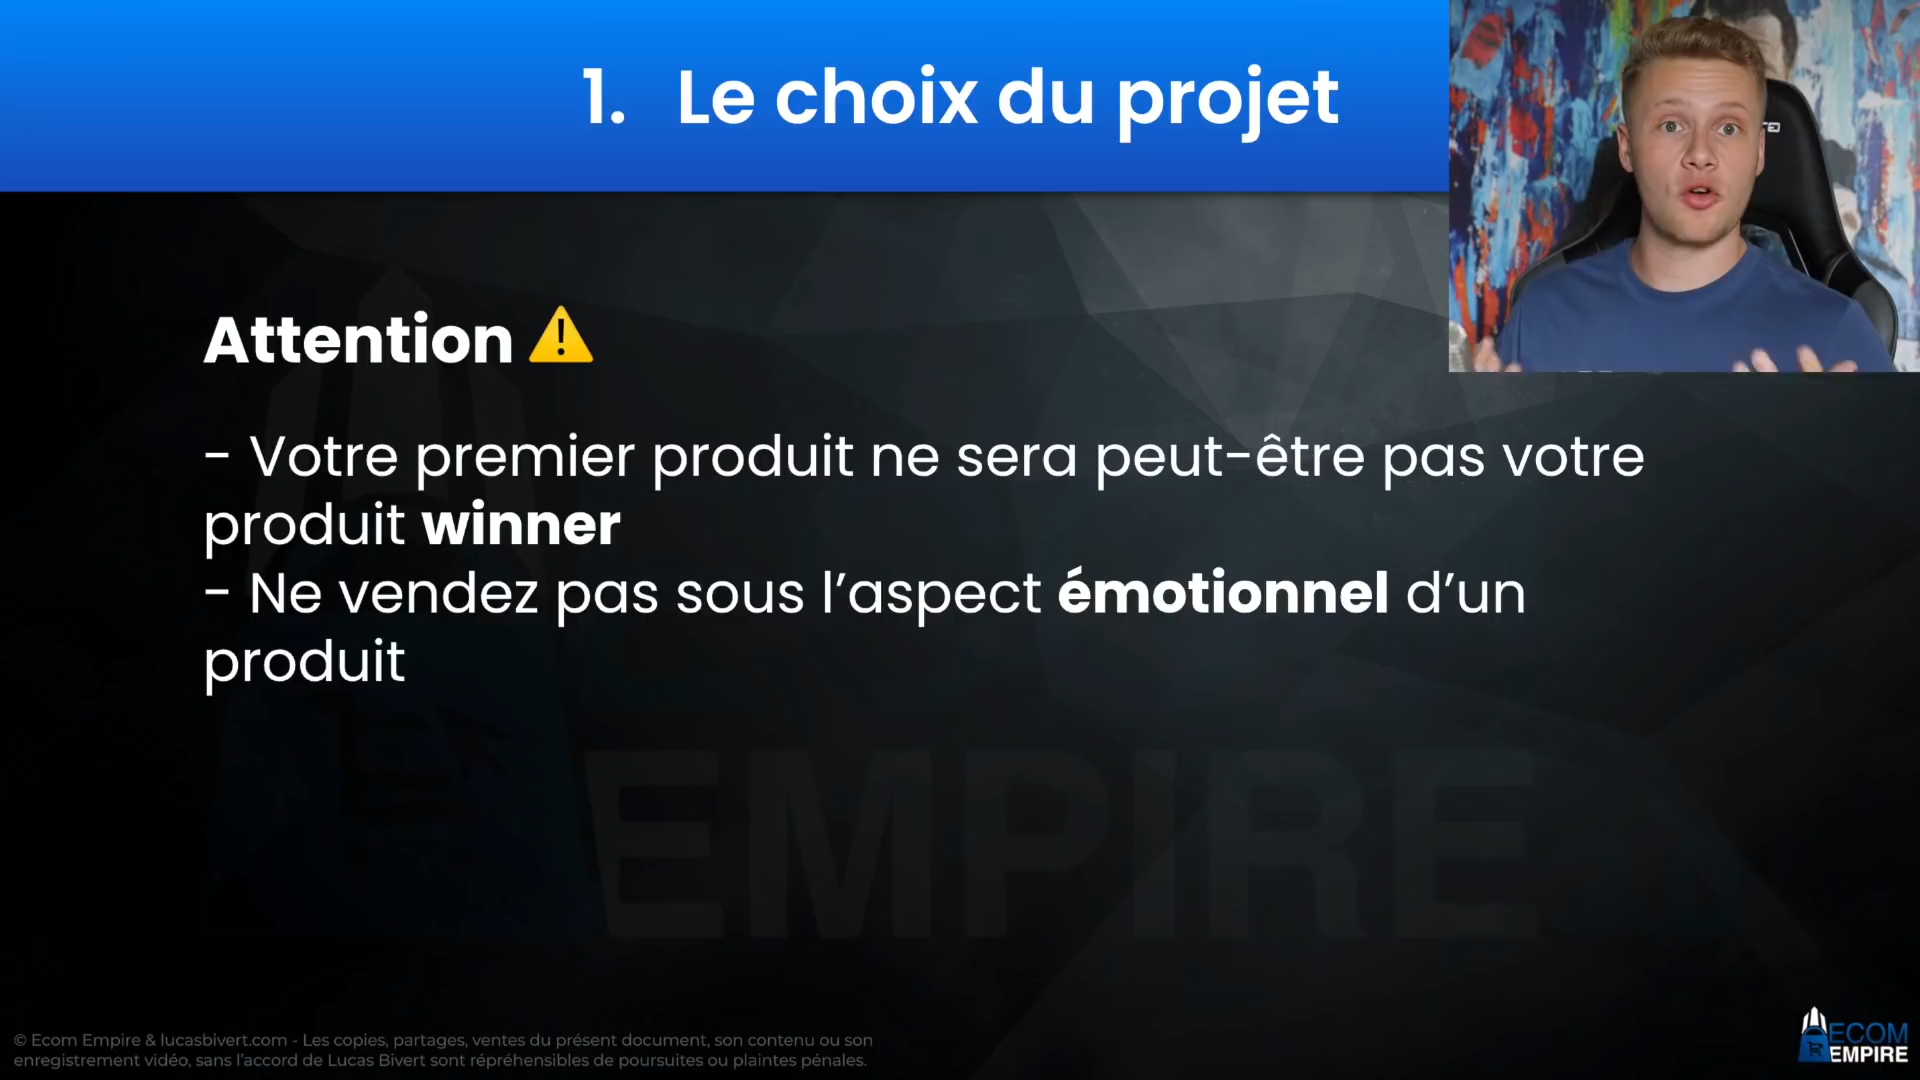 1. Le choix du projet
Attention ⚠️
- Votre premier produit ne sera peut-être pas votre
produit winner
- Ne vendez pas sous l’aspect émotionnel d’un
produit
EMPIRE
© Ecom Empire & lucasbivert.com - Les copies, partages, ventes du présent document, son contenu ou son
enregistrement vidéo, sans l’accord de Lucas Bivert sont répréhensibles de poursuites ou plaintes pénales.
ECOM
EMPIRE